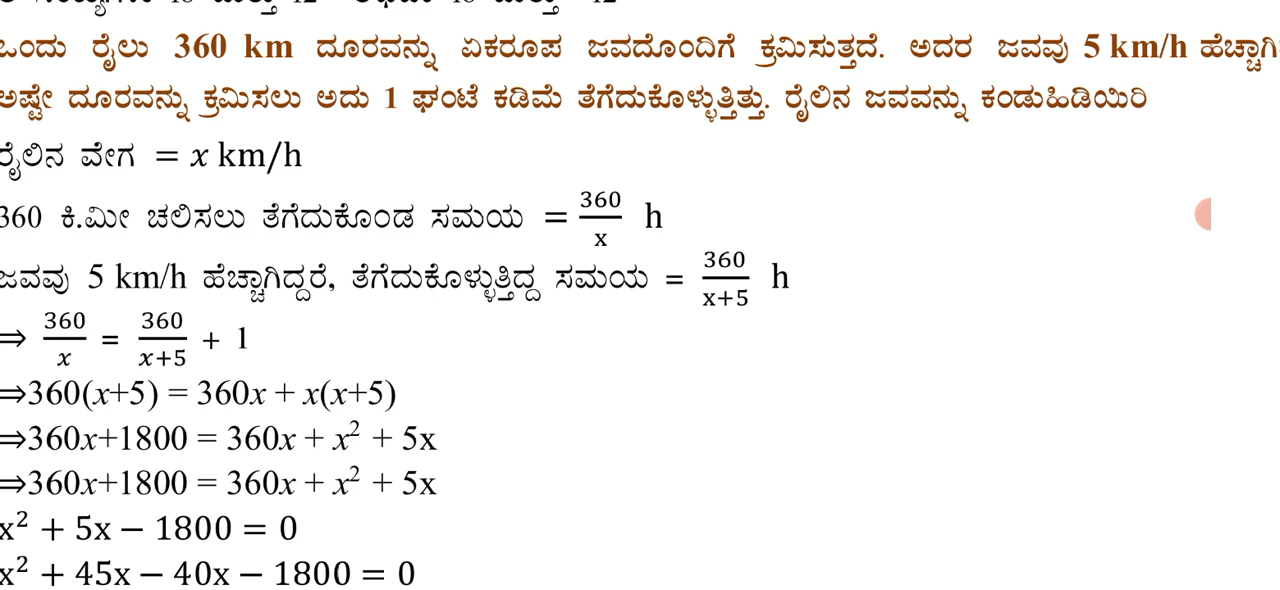 ಒಂದು ರೈಲು 360 km ದೂರವನ್ನು ಏಕರೂಪ ಜವದೊಂದಿಗೆ ಕ್ರಮಿಸುತ್ತದೆ. ಅದರ ಜವವು 5 km/h
ಅಷ್ಟೇ ದೂರವನ್ನು ಕ್ರಮಿಸಲು ಅದು 1 ಘಂಟೆ ಕಡಿಮೆ ತೆಗೆದುಕೊಳ್ಳುತ್ತಿತ್ತು. ರೈಲಿನ ಜವವನ್ನು ಕಂಡುಹಿಡಿಯಿರಿ
ರೈಲಿನ ವೇಗ = x km/h
360 ಕಿ.ಮೀ ಚಲಿಸಲು ತೆಗೆದುಕೊಂಡ ಸಮಯ = 360/x h
ಜವವು 5 km/h ಹೆಚ್ಚಾಗಿದ್ದರೆ, ತೆಗೆದುಕೊಳ್ಳುತ್ತಿದ್ದ ಸಮಯ = 360/x+5 h
⇒ 360/x = 360/x+5 + 1
⇒360(x+5) = 360x + x(x+5)
⇒360x+1800 = 360x + x² + 5x
⇒360x+1800 = 360x + x² + 5x
x² + 5x − 1800 = 0
x² + 45x − 40x − 1800 = 0